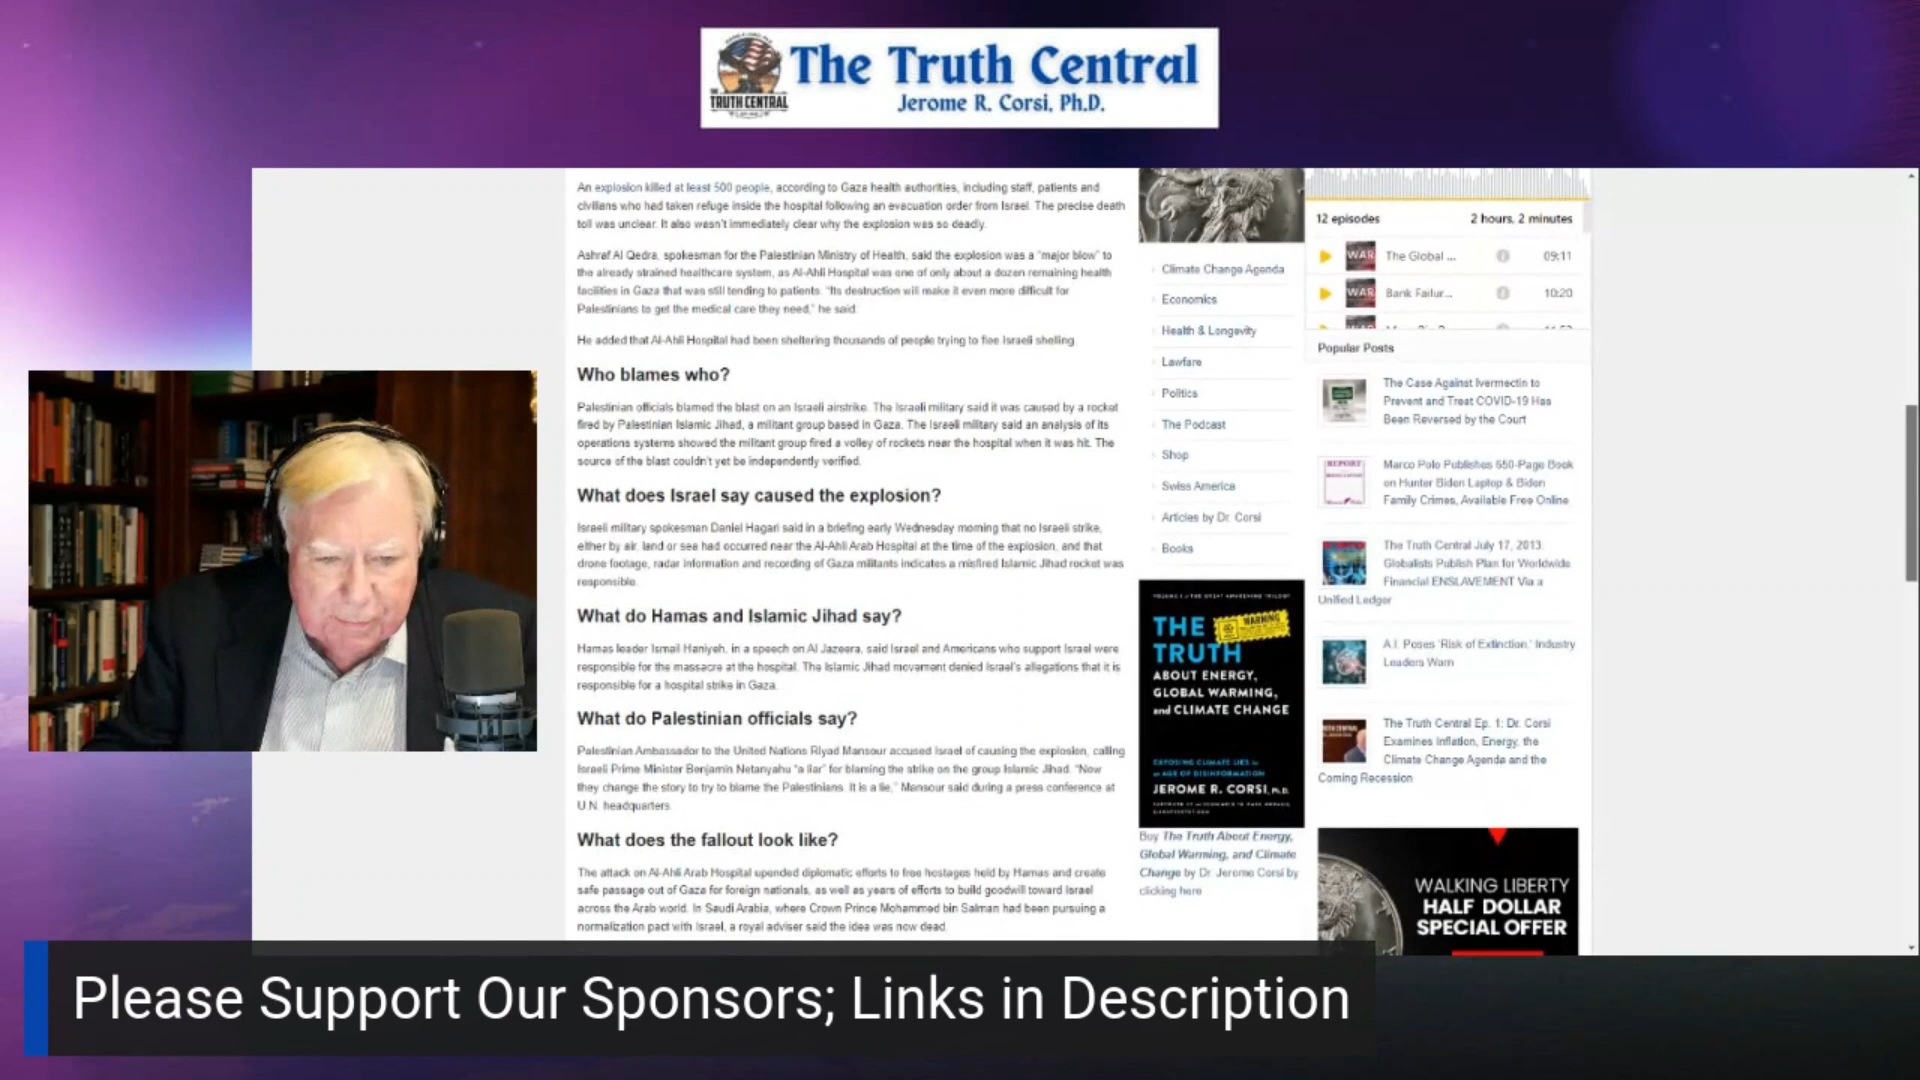 The Truth Central
Jerome R. Corsi, Ph.D.
TRUTH CENTRAL
An explosion killed at least 500 people, according to Gaza health authorities, including staff, patients and
civilians who had taken refuge inside the hospital following an evacuation order from Israel. The precise death
toll was unclear. It also wasn't immediately clear why the explosion was so deadly.
Ashraf Al Qedra, spokesman for the Palestinian Ministry of Health, said the explosion was a "major blow" to
the already strained healthcare system, as Al-Ahli Hospital was one of only about a dozen remaining health
facilities in Gaza that was still tending to patients. "Its destruction will make it even more difficult for
Palestinians to get the medical care they need," he said.
He added that Al-Ahli Hospital had been sheltering thousands of people trying to flee Israeli shelling.
Who blames who?
Palestinian officials blamed the blast on an Israeli airstrike. The Israeli military said it was caused by a rocket
fired by Palestinian Islamic Jihad, a militant group based in Gaza. The Israeli military said an analysis of its
operations systems showed the militant group fired a volley of rockets near the hospital when it was hit. The
source of the blast couldn't yet be independently verified.
What does Israel say caused the explosion?
Israeli military spokesman Daniel Hagari said in a briefing early Wednesday morning that no Israeli strike,
either by air, land or sea had occurred near the Al-Ahli Arab Hospital at the time of the explosion, and that
drone footage, radar information and recording of Gaza militants indicates a misfired Islamic Jihad rocket was
responsible.
What do Hamas and Islamic Jihad say?
Hamas leader Ismail Haniyeh, in a speech on Al Jazeera, said Israel and Americans who support Israel were
responsible for the massacre at the hospital. The Islamic Jihad movement denied Israel's allegations that it is
responsible for a hospital strike in Gaza.
What do Palestinian officials say?
Palestinian Ambassador to the United Nations Riyad Mansour accused Israel of causing the explosion, calling
Israeli Prime Minister Benjamin Netanyahu "a liar" for blaming the strike on the group Islamic Jihad. "Now
they change the story to try to blame the Palestinians. It is a lie," Mansour said during a press conference at
U.N. headquarters.
What does the fallout look like?
The attack on Al-Ahli Arab Hospital upended diplomatic efforts to free hostages held by Hamas and create
safe passage out of Gaza for foreign nationals, as well as years of efforts to build goodwill toward Israel
across the Arab world. In Saudi Arabia, where Crown Prince Mohammed bin Salman had been pursuing a
normalization pact with Israel, a royal adviser said the idea was now dead.
Climate Change Agenda
Economics
Health & Longevity
Lawfare
Politics
The Podcast
Shop
Swiss America
Articles by Dr. Corsi
Books
WARNING
THE
TRUTH
ABOUT ENERGY,
GLOBAL WARMING,
and CLIMATE CHANGE
EXPOSING CLIMATE LIES in
an AGE OF DISINFORMATION
JEROME R. CORSI, PH.D.
Buy The Truth About Energy,
Global Warming, and Climate
Change by Dr. Jerome Corsi by
clicking here
12 episodes 2 hours, 2 minutes
WAR The Global ... 09:11
WAR Bank Failur... 10:20
Popular Posts
The Case Against Ivermectin to
Prevent and Treat COVID-19 Has
Been Reversed by the Court
REPORT
Marco Polo Publishes 650-Page Book
on Hunter Biden Laptop & Biden
Family Crimes, Available Free Online
The Truth Central July 17, 2013:
Globalists Publish Plan for Worldwide
Financial ENSLAVEMENT Via a
Unified Ledger
A.I. Poses 'Risk of Extinction,' Industry
Leaders Warn
The Truth Central Ep. 1: Dr. Corsi
Examines Inflation, Energy, the
Climate Change Agenda and the
Coming Recession
WALKING LIBERTY
HALF DOLLAR
SPECIAL OFFER
Please Support Our Sponsors; Links in Description